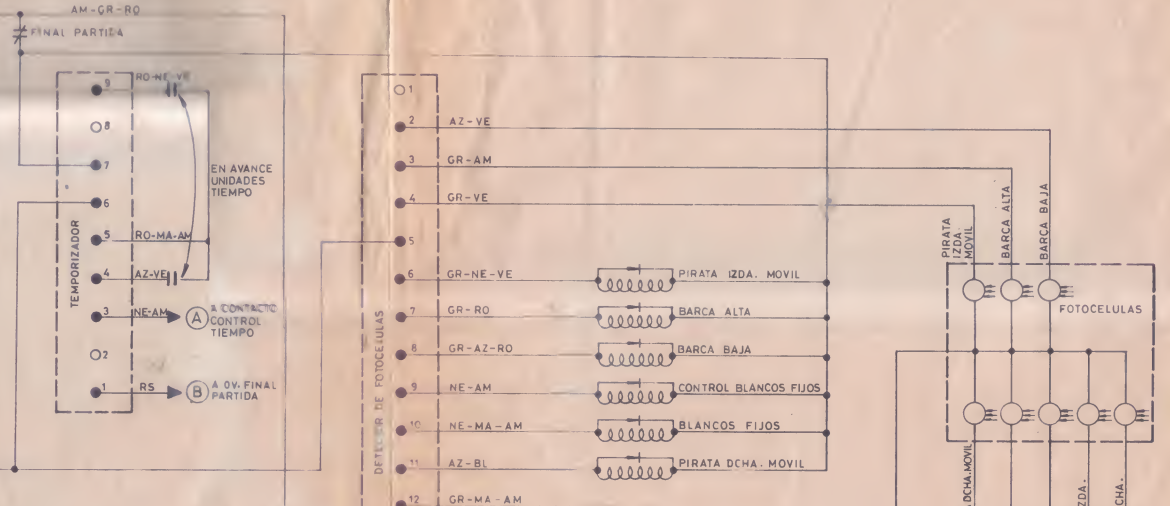 AM-GR-RO
FINAL PARTIDA
TEMPORIZADOR
9 RO-NE-VE
8
7
6
5 RO-MA-AM
4 AZ-VE
3 NE-AM
2
1 RS
EN AVANCE
UNIDADES
TIEMPO
A
A CONTACTO
CONTROL
TIEMPO
B
A OV. FINAL
PARTIDA
DETECTOR DE FOTOCELULAS
1
2 AZ-VE
3 GR-AM
4 GR-VE
5
6 GR-NE-VE PIRATA IZDA. MOVIL
7 GR-RO BARCA ALTA
8 GR-AZ-RO BARCA BAJA
9 NE-AM CONTROL BLANCOS FIJOS
10 NE-MA-AM BLANCOS FIJOS
11 AZ-BL PIRATA DCHA. MOVIL
12 GR-MA-AM
PIRATA
IZDA.
MOVIL
BARCA ALTA
BARCA BAJA
FOTOCELULAS
DCHA.MOVIL
IZDA.